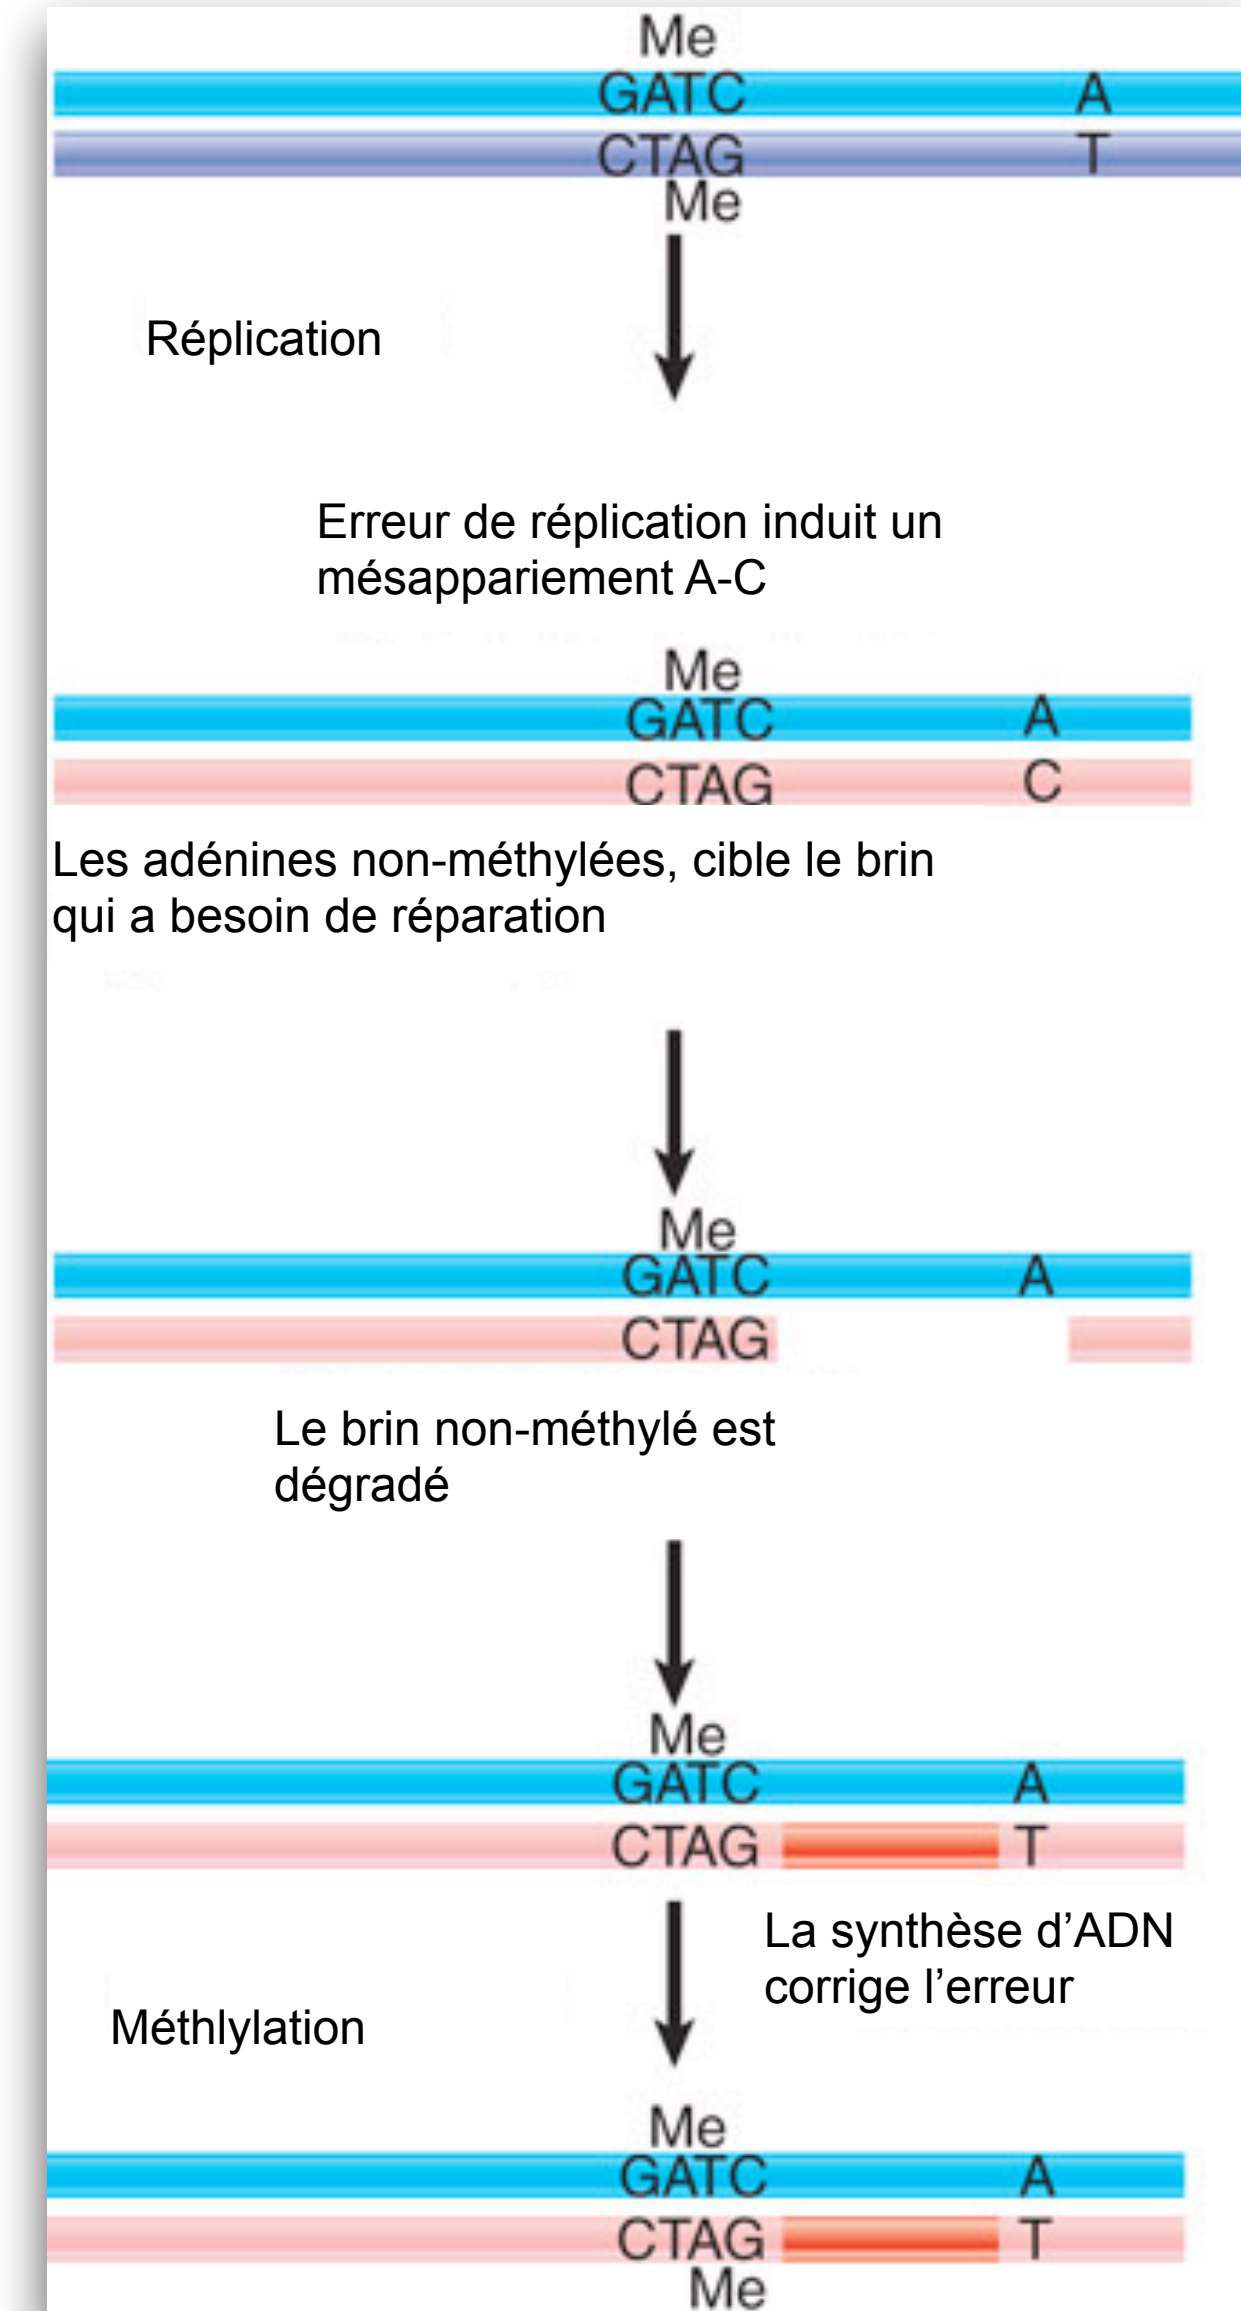 Me
GATC A
CTAG T
Me
Réplication
Erreur de réplication induit un
mésappariement A-C
Me
GATC A
CTAG C
Les adénines non-méthylées, cible le brin
qui a besoin de réparation
Me
GATC A
CTAG
Le brin non-méthylé est
dégradé
Me
GATC A
CTAG T
La synthèse d’ADN
corrige l’erreur
Méthlylation
Me
GATC A
CTAG T
Me